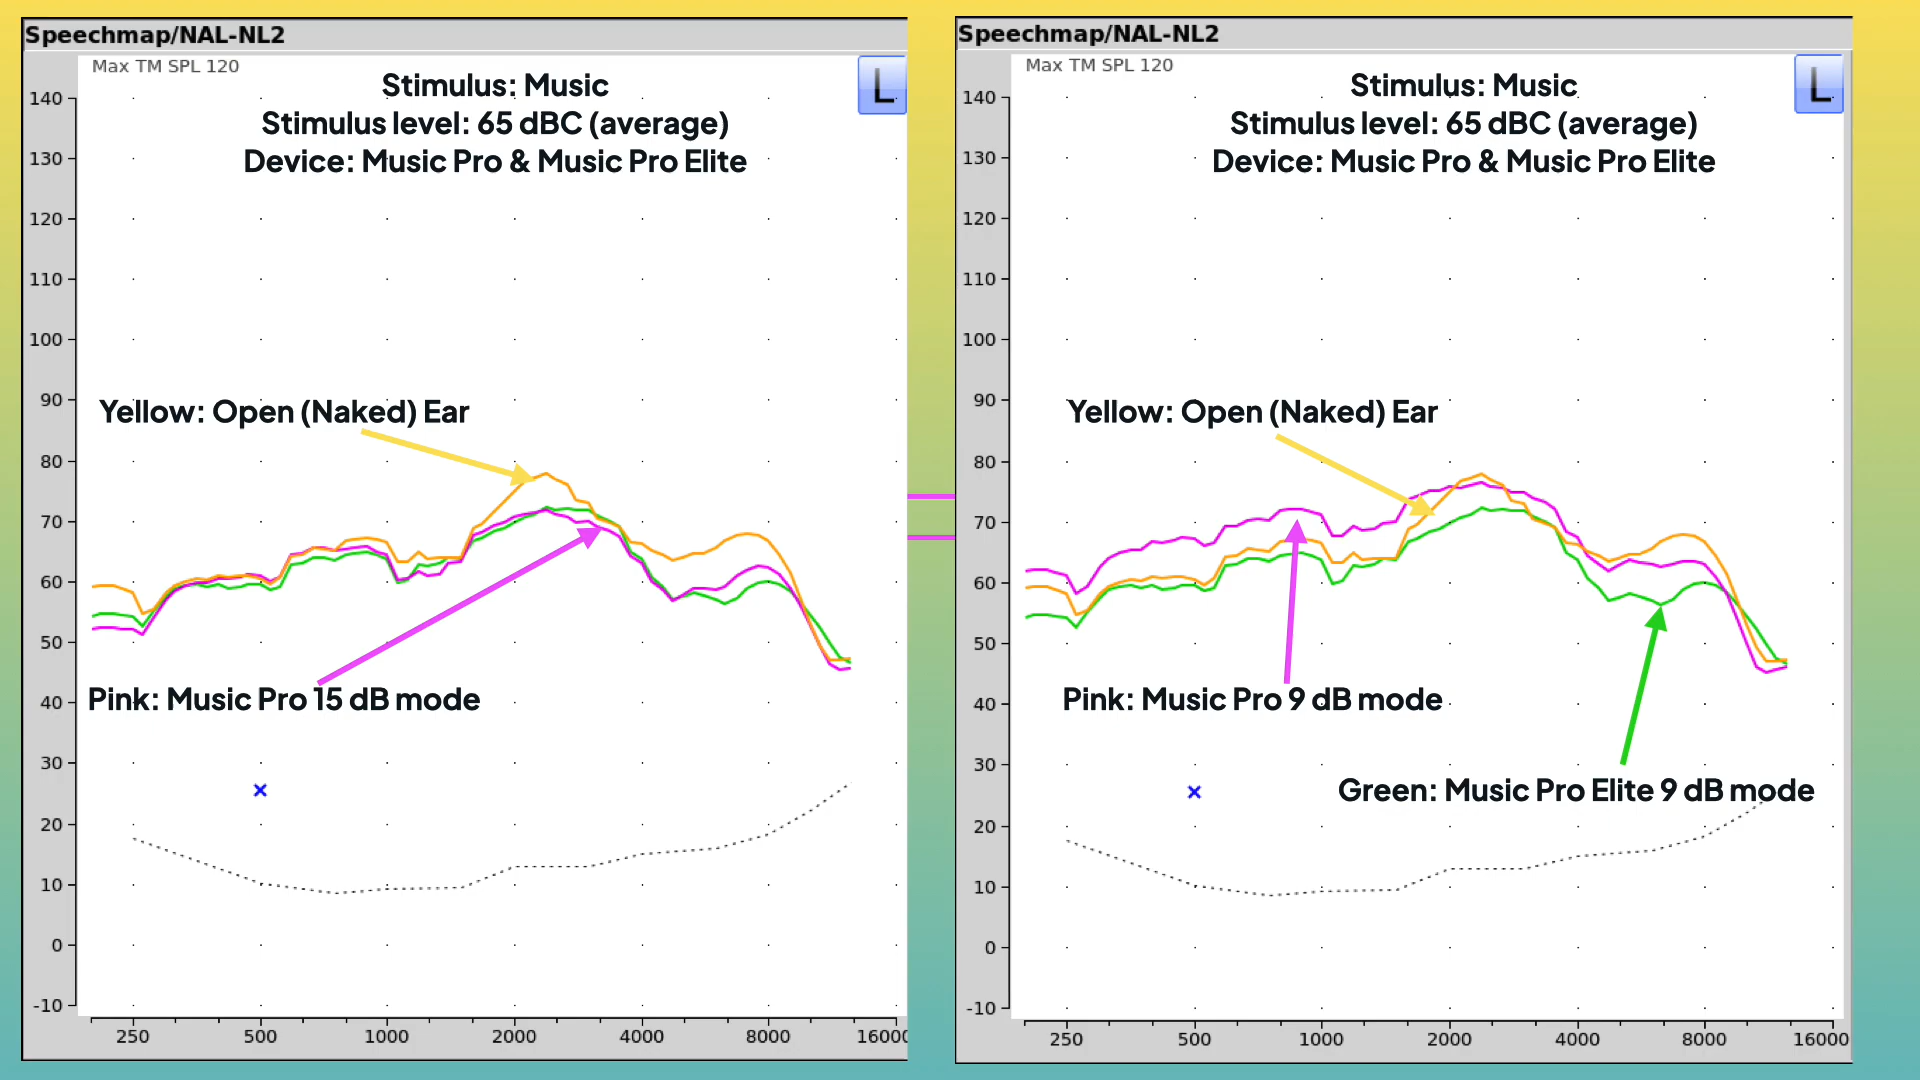 Speechmap/NAL-NL2
Max TM SPL 120
L
Stimulus: Music
Stimulus level: 65 dBC (average)
Device: Music Pro & Music Pro Elite
140
130
120
110
100
90
80
70
60
50
40
30
20
10
0
-10
Yellow: Open (Naked) Ear
Pink: Music Pro 15 dB mode
250 500 1000 2000 4000 8000 16000
Speechmap/NAL-NL2
Max TM SPL 120
L
Stimulus: Music
Stimulus level: 65 dBC (average)
Device: Music Pro & Music Pro Elite
140
130
120
110
100
90
80
70
60
50
40
30
20
10
0
-10
Yellow: Open (Naked) Ear
Pink: Music Pro 9 dB mode
Green: Music Pro Elite 9 dB mode
250 500 1000 2000 4000 8000 16000